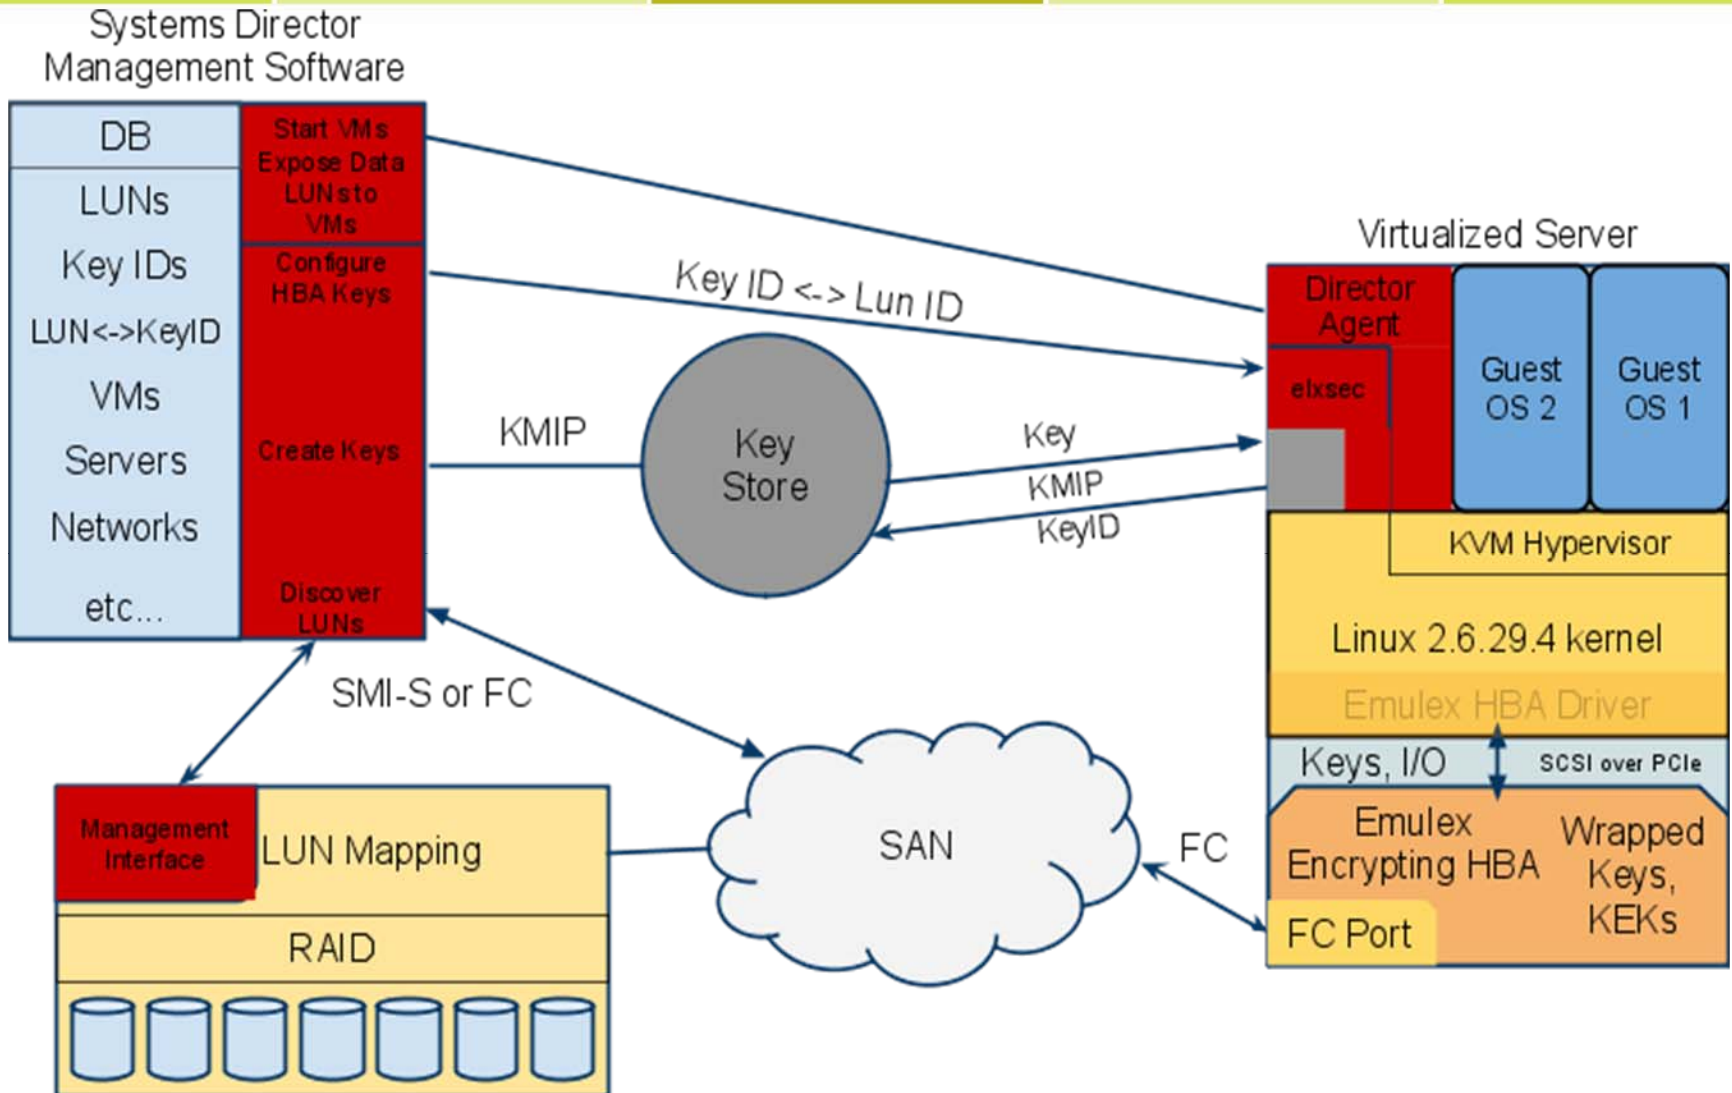 Systems Director
Management Software
DB
LUNs
Key IDs
LUN<->KeyID
VMs
Servers
Networks
etc...
Start VMs
Expose Data
LUNs to
VMs
Configure
HBA Keys
Create Keys
Discover
LUNs
Key ID <-> Lun ID
KMIP
Key
Store
Key
KMIP
KeyID
SMI-S or FC
Virtualized Server
Director
Agent
elxsec
Guest
OS 2
Guest
OS 1
KVM Hypervisor
Linux 2.6.29.4 kernel
Emulex HBA Driver
Keys, I/O
SCSI over PCIe
Emulex
Encrypting HBA
Wrapped
Keys,
KEKs
FC Port
FC
SAN
Management
Interface
LUN Mapping
RAID